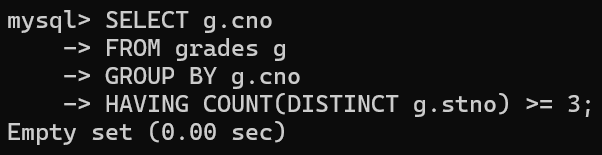 mysql> SELECT g.cno
    -> FROM grades g
    -> GROUP BY g.cno
    -> HAVING COUNT(DISTINCT g.stno) >= 3;
Empty set (0.00 sec)